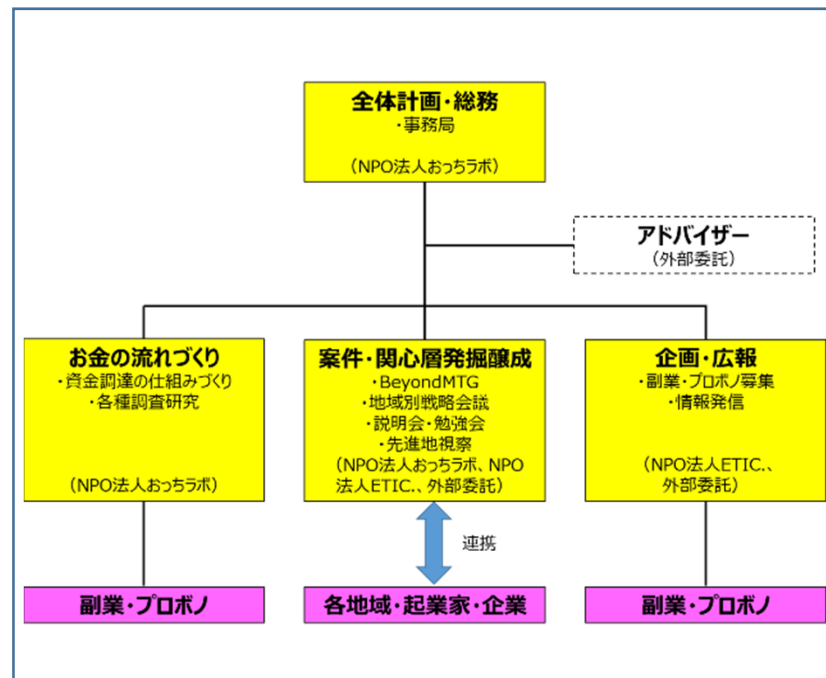 全体計画・総務
・事務局
（NPO法人おっちラボ）
アドバイザー
（外部委託）
お金の流れづくり
・資金調達の仕組みづくり
・各種調査研究
（NPO法人おっちラボ）
案件・関心層発掘醸成
・BeyondMTG
・地域別戦略会議
・説明会・勉強会
・先進地視察
（NPO法人おっちラボ、NPO
法人ETIC.、外部委託）
企画・広報
・副業・プロボノ募集
・情報発信
（NPO法人ETIC.、
外部委託）
連携
副業・プロボノ
各地域・起業家・企業
副業・プロボノ